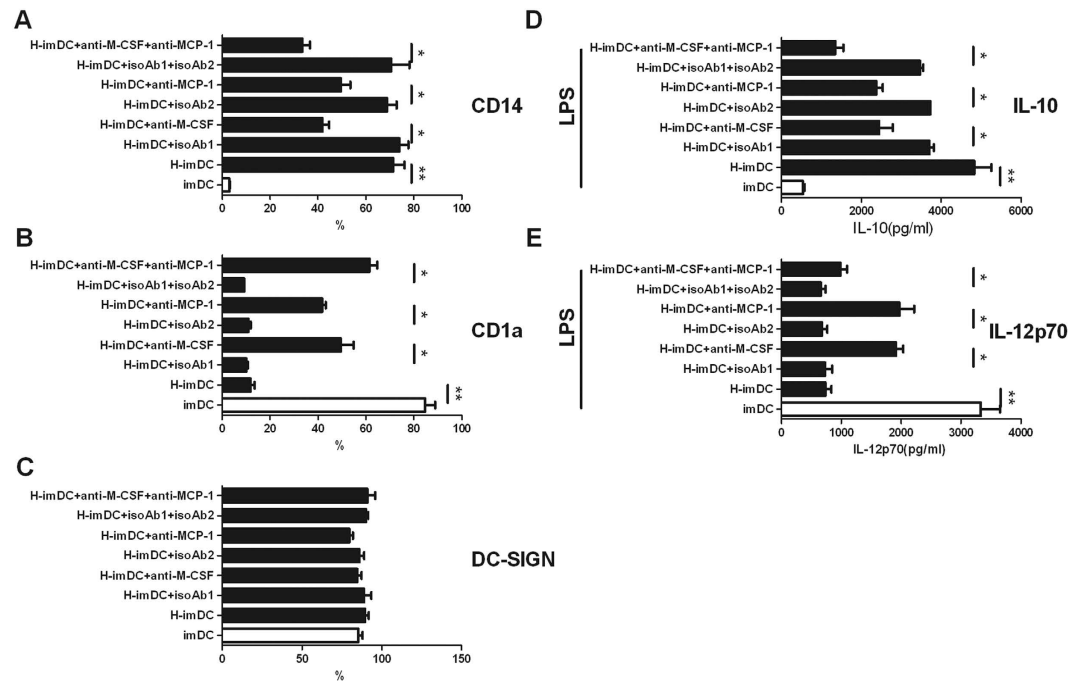 A
H-imDC+anti-M-CSF+anti-MCP-1
H-imDC+isoAb1+isoAb2
H-imDC+anti-MCP-1
H-imDC+isoAb2
H-imDC+anti-M-CSF
H-imDC+isoAb1
H-imDC
imDC
*
*
*
**
CD14
0 20 40 60 80 100
%
B
H-imDC+anti-M-CSF+anti-MCP-1
H-imDC+isoAb1+isoAb2
H-imDC+anti-MCP-1
H-imDC+isoAb2
H-imDC+anti-M-CSF
H-imDC+isoAb1
H-imDC
imDC
*
*
*
**
CD1a
0 20 40 60 80 100
%
C
H-imDC+anti-M-CSF+anti-MCP-1
H-imDC+isoAb1+isoAb2
H-imDC+anti-MCP-1
H-imDC+isoAb2
H-imDC+anti-M-CSF
H-imDC+isoAb1
H-imDC
imDC
DC-SIGN
0 50 100 150
%
D
LPS
H-imDC+anti-M-CSF+anti-MCP-1
H-imDC+isoAb1+isoAb2
H-imDC+anti-MCP-1
H-imDC+isoAb2
H-imDC+anti-M-CSF
H-imDC+isoAb1
H-imDC
imDC
*
*
*
**
IL-10
0 2000 4000 6000
IL-10(pg/ml)
E
LPS
H-imDC+anti-M-CSF+anti-MCP-1
H-imDC+isoAb1+isoAb2
H-imDC+anti-MCP-1
H-imDC+isoAb2
H-imDC+anti-M-CSF
H-imDC+isoAb1
H-imDC
imDC
*
*
*
**
IL-12p70
0 1000 2000 3000 4000
IL-12p70(pg/ml)